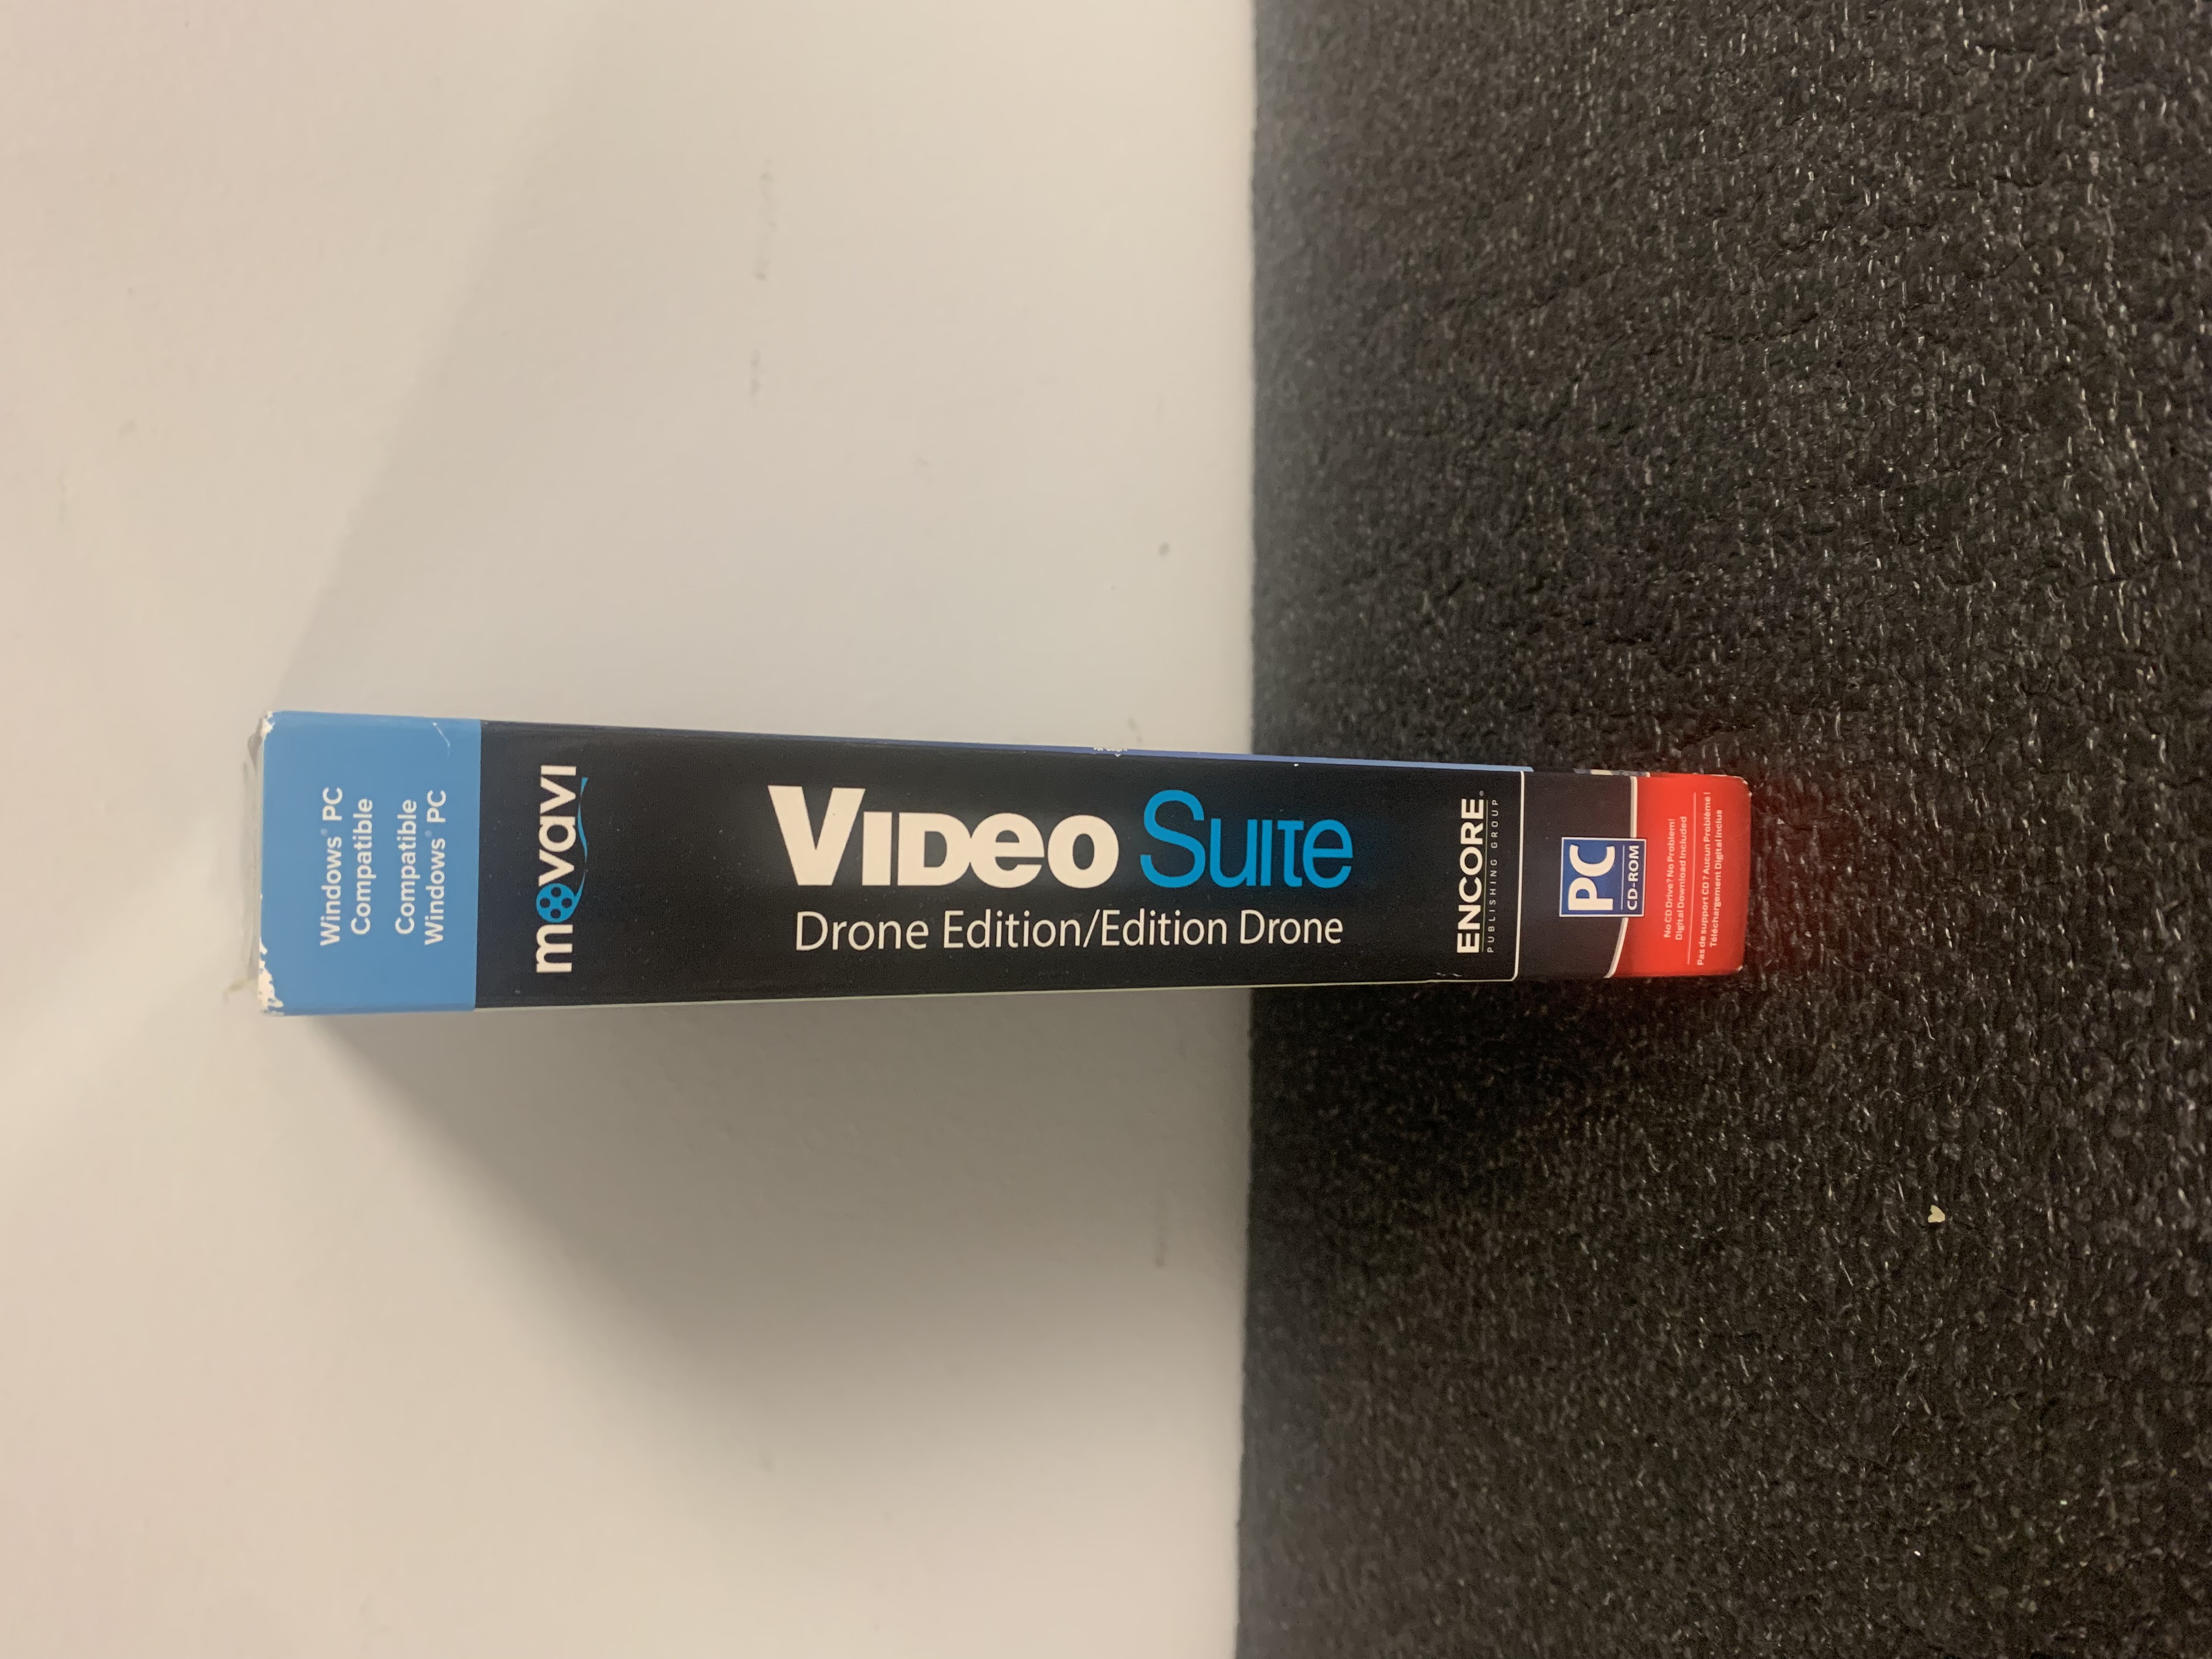 Windows® PC
Compatible
Compatible
Windows® PC
movavi
VIDEO SUITE
Drone Edition/Edition Drone
ENCORE®
PUBLISHING GROUP
PC
CD-ROM
No CD Drive? No Problem!
Digital Download Included
Pas de support CD? Aucun Problème!
Téléchargement Digital Inclus